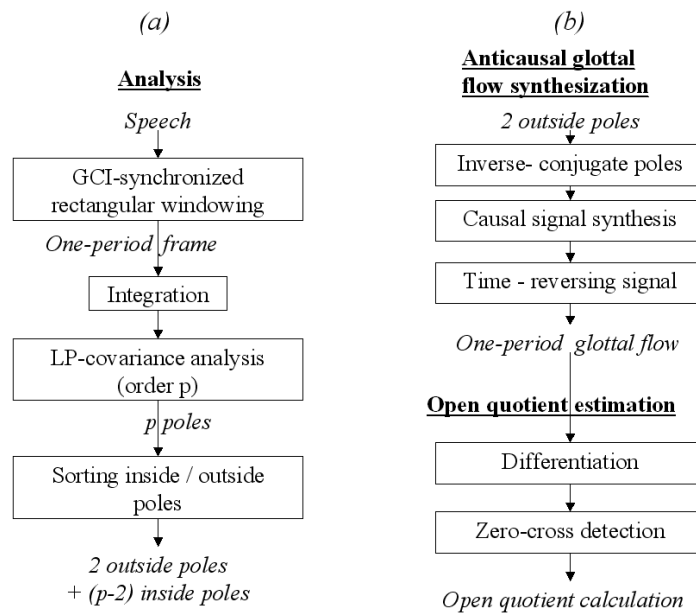 (a)
Analysis
Speech
GCI-synchronized
rectangular windowing
One-period frame
Integration
LP-covariance analysis
(order p)
p poles
Sorting inside / outside
poles
2 outside poles
+ (p-2) inside poles
(b)
Anticausal glottal
flow synthesization
2 outside poles
Inverse- conjugate poles
Causal signal synthesis
Time - reversing signal
One-period glottal flow
Open quotient estimation
Differentiation
Zero-cross detection
Open quotient calculation